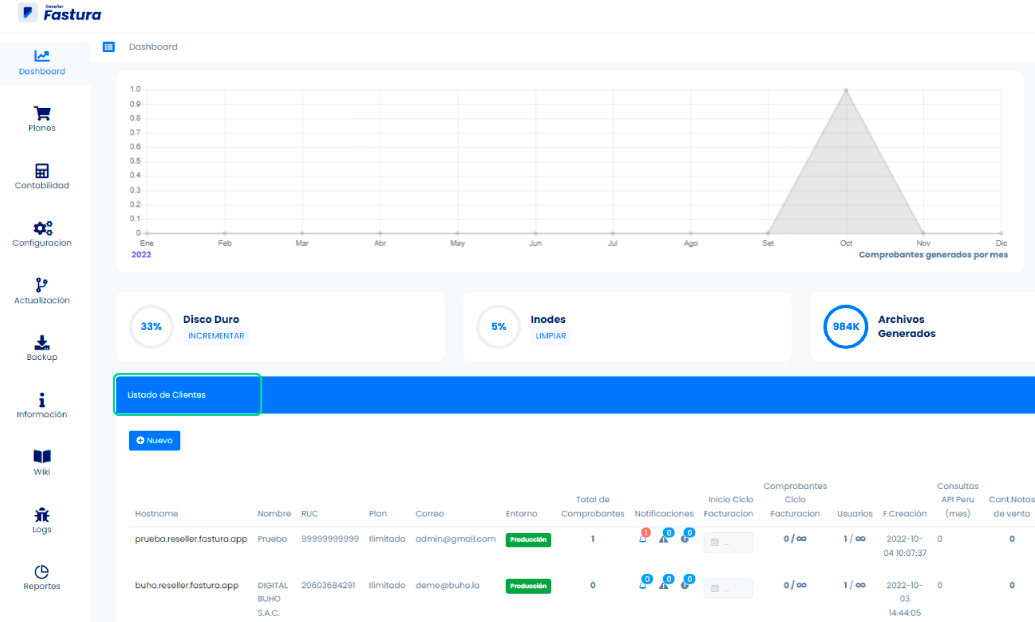 Reseller
Fastura
Dashboard
Dashboard
Planes
Contabilidad
Configuracion
Actualización
Backup
Información
Wiki
Logs
Reportes
1.0
0.9
0.8
0.7
0.6
0.5
0.4
0.3
0.2
0.1
0
Ene Feb Mar Abr May Jun Jul Ago Set Oct Nov Dic
2022 Comprobantes generados por mes
33% Disco Duro
INCREMENTAR
5% Inodes
LIMPIAR
984K Archivos
Generados
Listado de Clientes
Nuevo
Comprobantes Consultas
Total de Inicio Ciclo Ciclo API Peru Cant.Notas
Hostname Nombre RUC Plan Correo Entorno Comprobantes Notificaciones Facturacion Facturacion Usuarios F.Creación (mes) de venta
1 0 0
prueba.reseller.fastura.app Prueba 99999999999 Ilimitado admin@gmail.com Producción 1 ... 0 / ∞ 1 / ∞ 2022-10- 0 0
04 10:07:37
0 0 0
buho.reseller.fastura.app DIGITAL 20603684291 Ilimitado demo@buho.la Producción 0 ... 0 / ∞ 1 / ∞ 2022-10- 0 0
BUHO 03
S.A.C. 14:44:05